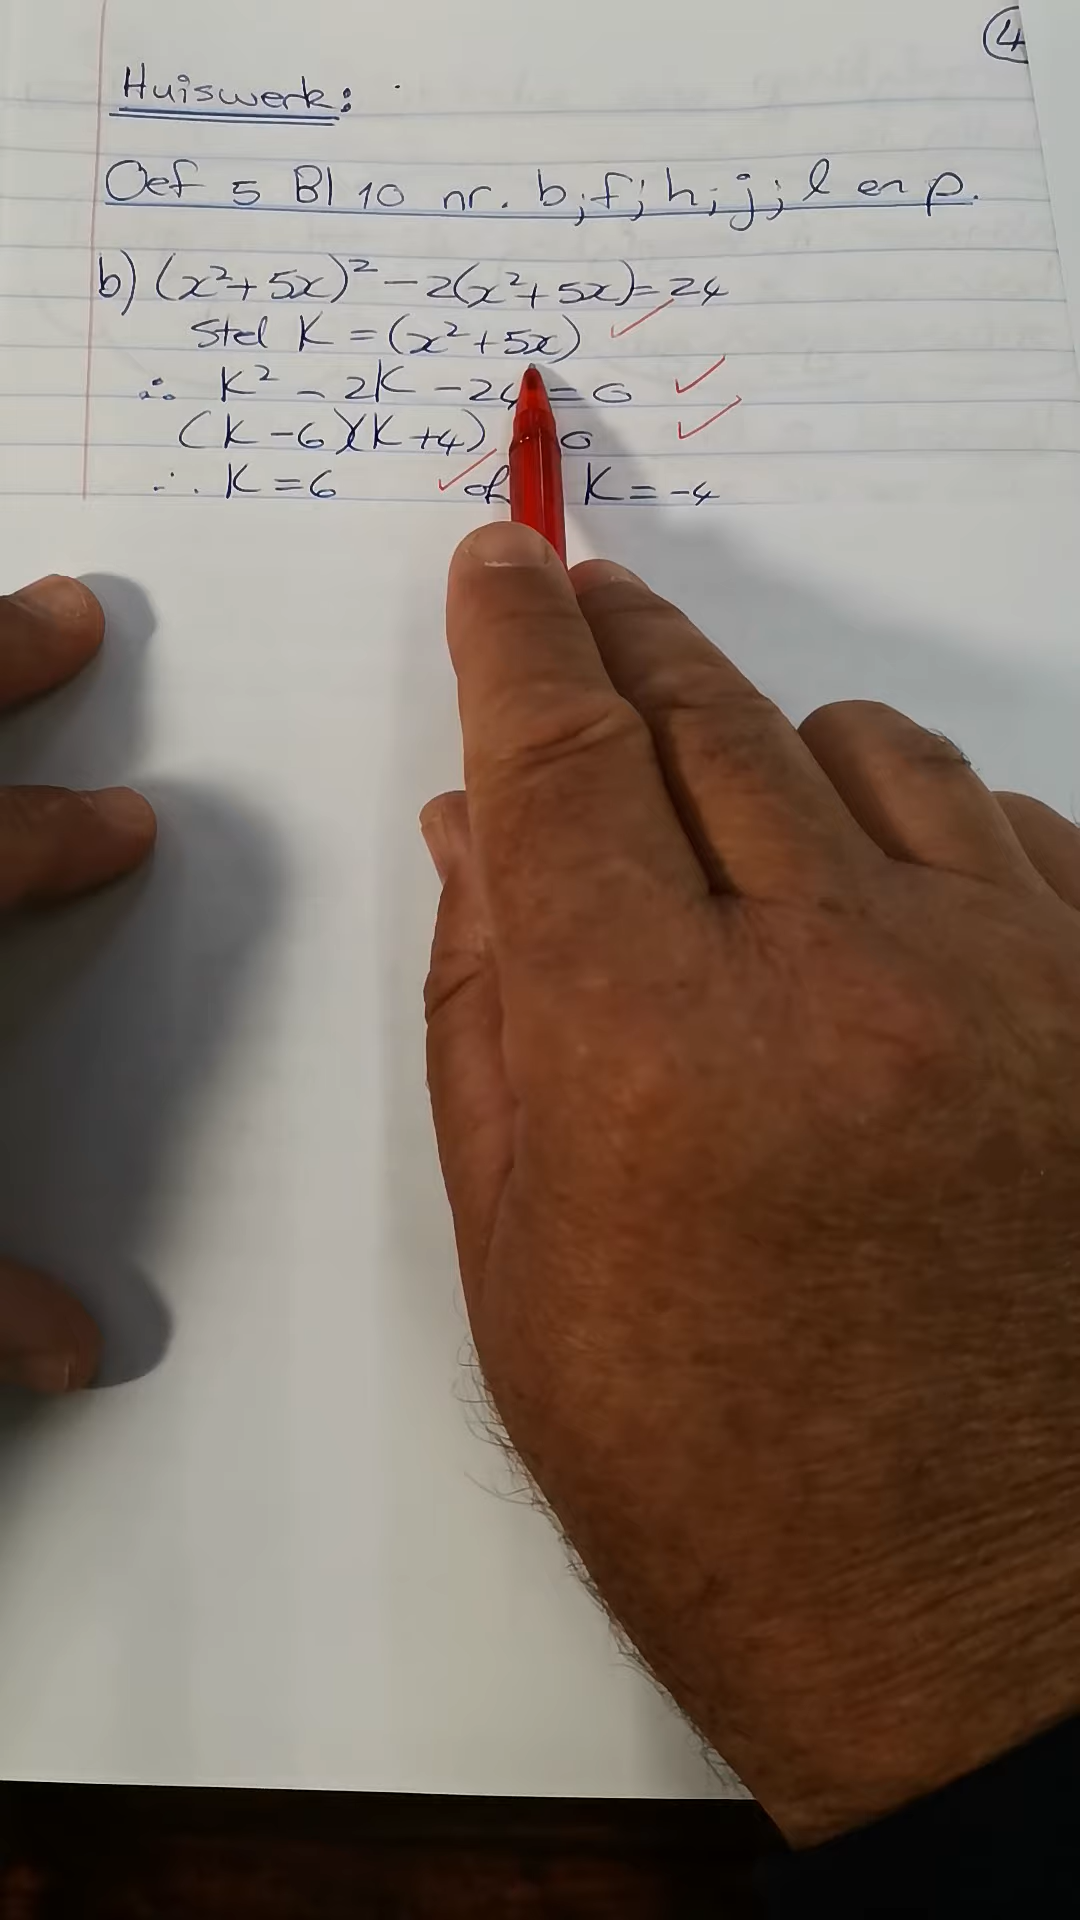 4
Huiswerk:
Oef 5 Bl 10 nr. b;f;h;j;l en p.
b) (x²+5x)²-2(x²+5x)=24
Stel K=(x²+5x)
∴ K²-2K-24=0
(K-6)(K+4) 0
∴ K=6 of K=-4